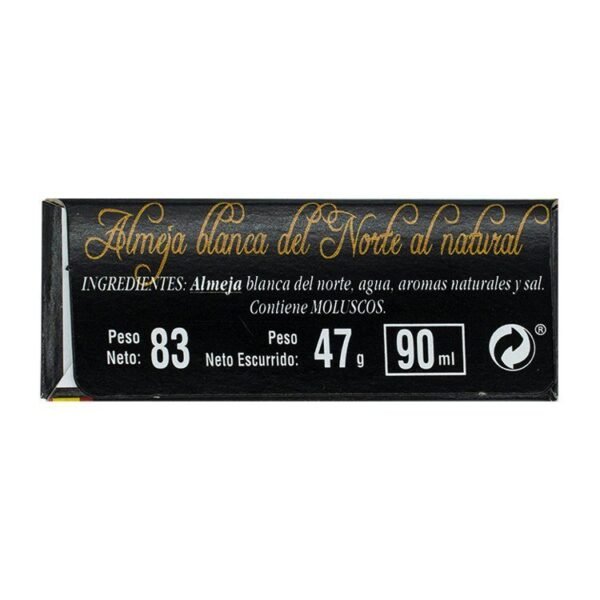 Almeja blanca del Norte al natural
INGREDIENTES: Almeja blanca del norte, agua, aromas naturales y sal.
Contiene MOLUSCOS.
Peso Neto: 83
Peso Neto Escurrido: 47 g
90 ml
®